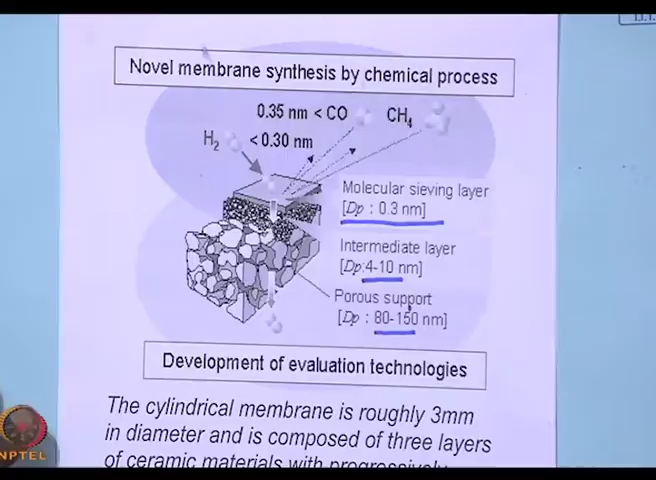 Novel membrane synthesis by chemical process
0.35 nm < CO
CH4
H2
< 0.30 nm
Molecular sieving layer
[Dp : 0.3 nm]
Intermediate layer
[Dp:4-10 nm]
Porous support
[Dp : 80-150 nm]
Development of evaluation technologies
The cylindrical membrane is roughly 3mm
in diameter and is composed of three layers
of ceramic materials with progressively
NPTEL